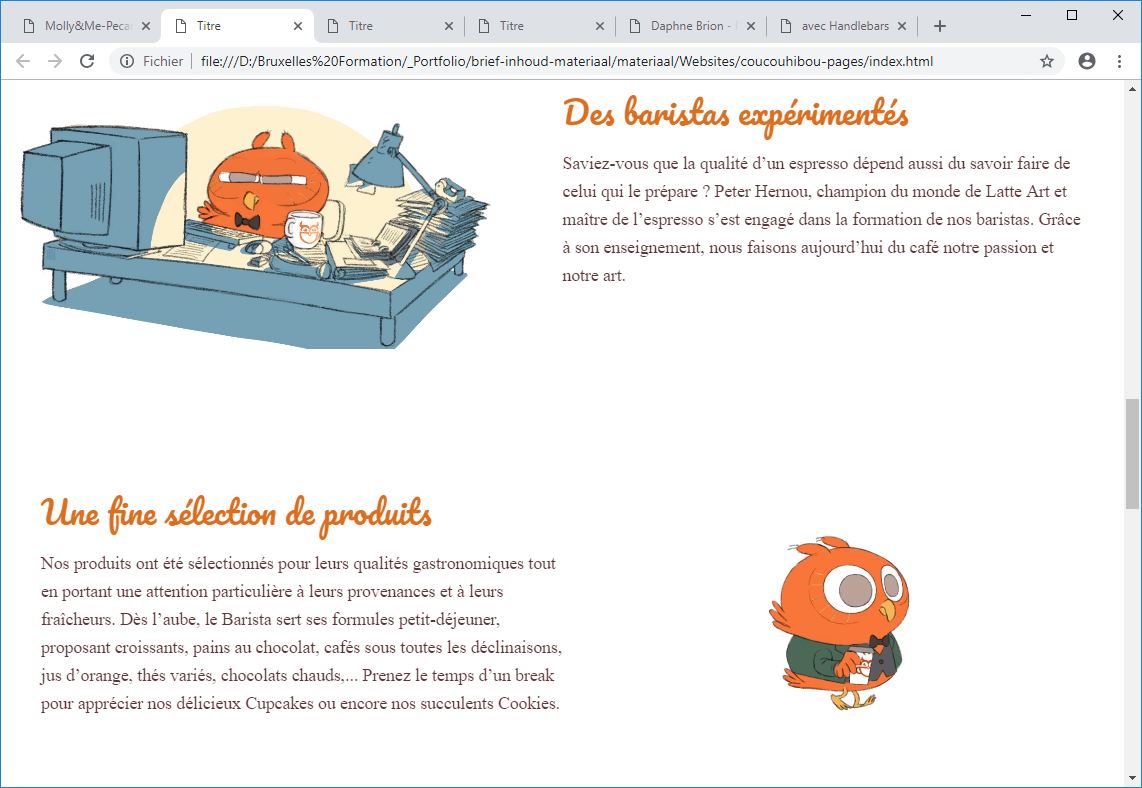 Molly&Me-Peca
Titre
Titre
Titre
Daphne Brion -
avec Handlebars
Fichier
file:///D:/Bruxelles%20Formation/_Portfolio/brief-inhoud-materiaal/materiaal/Websites/coucouhibou-pages/index.html
Des baristas expérimentés
Saviez-vous que la qualité d’un espresso dépend aussi du savoir faire de
celui qui le prépare ? Peter Hernou, champion du monde de Latte Art et
maître de l’espresso s’est engagé dans la formation de nos baristas. Grâce
à son enseignement, nous faisons aujourd’hui du café notre passion et
notre art.
Une fine sélection de produits
Nos produits ont été sélectionnés pour leurs qualités gastronomiques tout
en portant une attention particulière à leurs provenances et à leurs
fraîcheurs. Dès l’aube, le Barista sert ses formules petit-déjeuner,
proposant croissants, pains au chocolat, cafés sous toutes les déclinaisons,
jus d’orange, thés variés, chocolats chauds,... Prenez le temps d’un break
pour apprécier nos délicieux Cupcakes ou encore nos succulents Cookies.